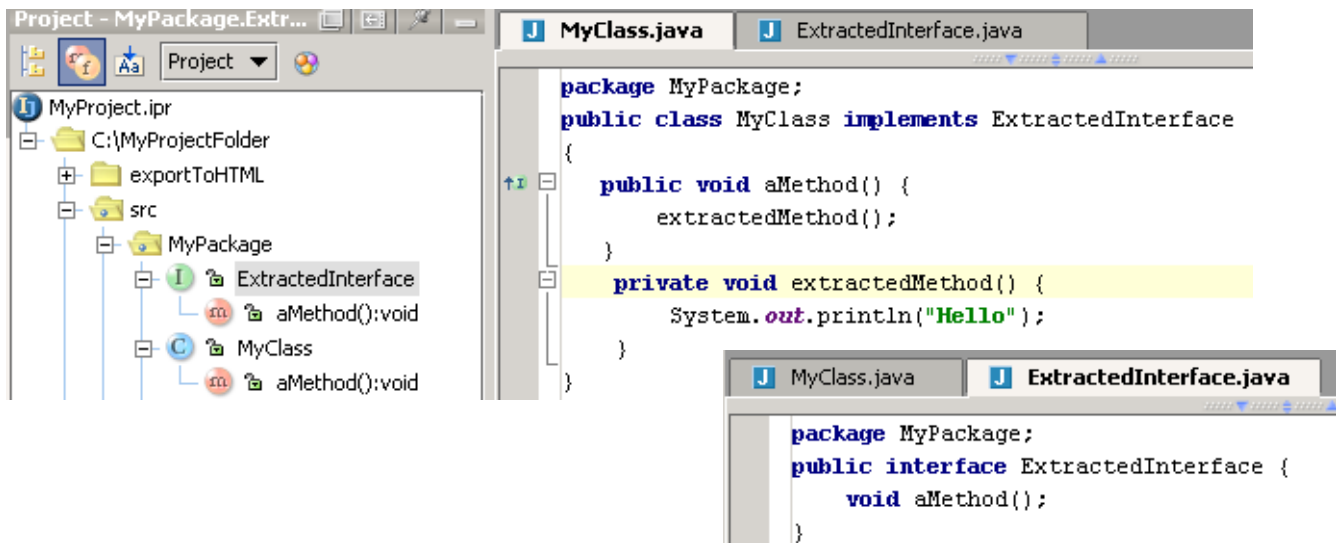 Project - MyPackage.Extr...
Project
MyProject.ipr
C:\MyProjectFolder
exportToHTML
src
MyPackage
ExtractedInterface
aMethod():void
MyClass
aMethod():void
MyClass.java
ExtractedInterface.java
package MyPackage;
public class MyClass implements ExtractedInterface
{
public void aMethod() {
extractedMethod();
}
private void extractedMethod() {
System.out.println("Hello");
}
}
MyClass.java
ExtractedInterface.java
package MyPackage;
public interface ExtractedInterface {
void aMethod();
}